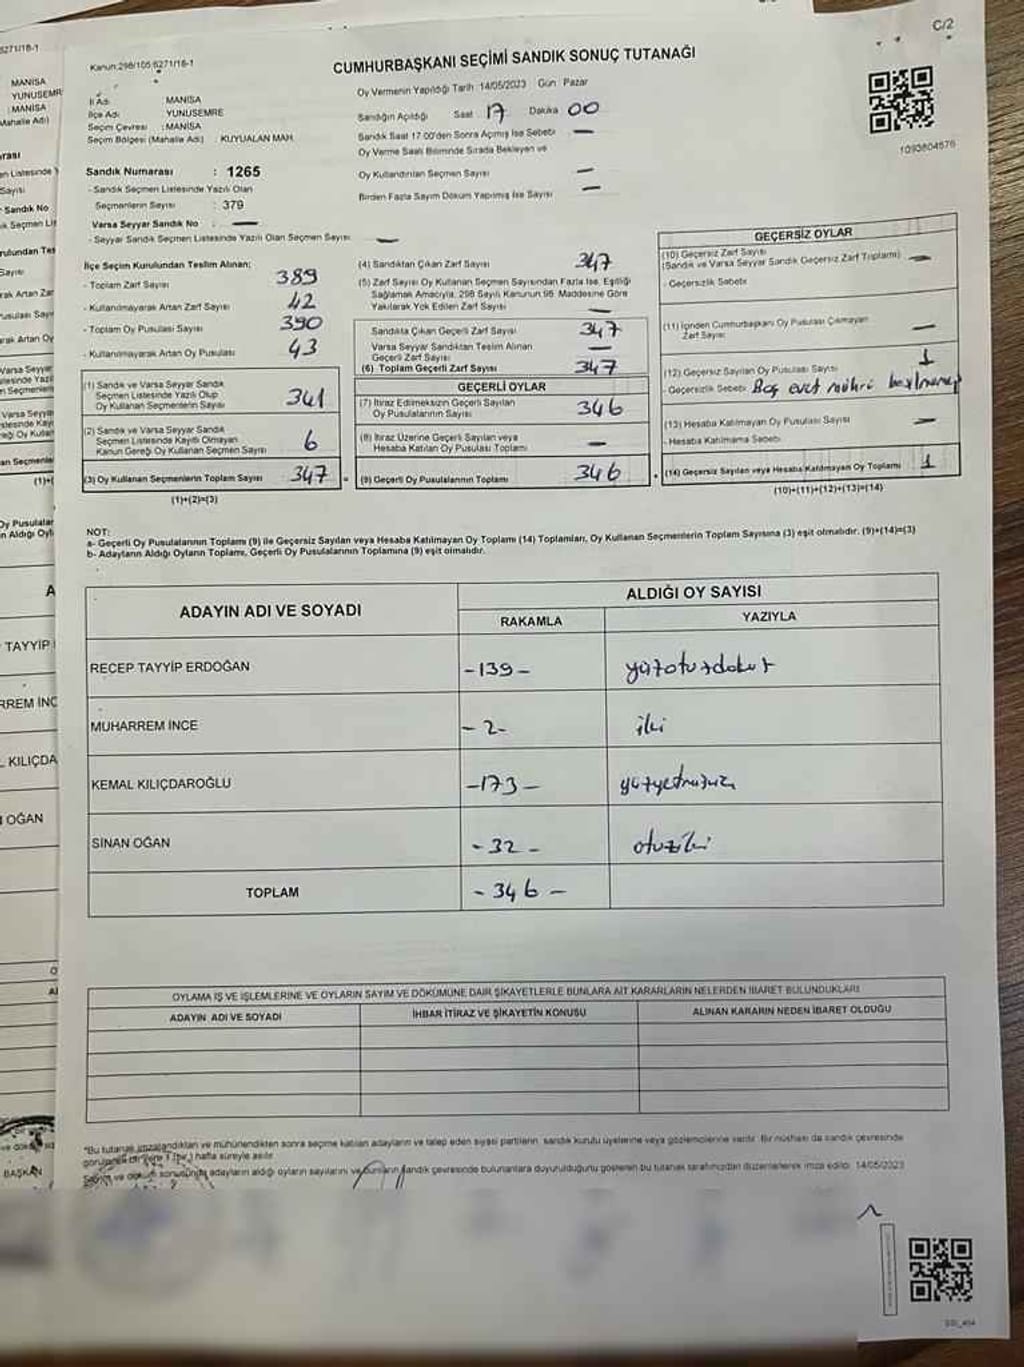 C/2
5271/18-1
Kanun:298/105:6271/18-1
CUMHURBAŞKANI SEÇİMİ SANDIK SONUÇ TUTANAĞI
Oy Vermenin Yapıldığı Tarih :14/05/2023 Gün : Pazar
İl Adı : MANİSA
İlçe Adı : YUNUSEMRE
Seçim Çevresi : MANİSA
Seçim Bölgesi (Mahalle Adı) : KUYUALAN MAH.
Sandığın Açıldığı Saat 17 Dakika 00
Sandık Saat 17.00'den Sonra Açılmış İse Sebebi —
Oy Verme Saati Bitiminde Sırada Bekleyen ve
Oy Kullandırılan Seçmen Sayısı —
Birden Fazla Sayım Döküm Yapılmış İse Sayısı —
1093804576
Sandık Numarası : 1265
- Sandık Seçmen Listesinde Yazılı Olan
Seçmenlerin Sayısı : 379
Varsa Seyyar Sandık No : —
- Seyyar Sandık Seçmen Listesinde Yazılı Olan Seçmen Sayısı: —
İlçe Seçim Kurulundan Teslim Alınan;
- Toplam Zarf Sayısı 389
- Kullanılmayarak Artan Zarf Sayısı 42
- Toplam Oy Pusulası Sayısı 390
- Kullanılmayarak Artan Oy Pusulası 43
(1) Sandık ve Varsa Seyyar Sandık
Seçmen Listesinde Yazılı Olup
Oy Kullanan Seçmenlerin Sayısı 341
(2) Sandık ve Varsa Seyyar Sandık
Seçmen Listesinde Kayıtlı Olmayan
Kanun Gereği Oy Kullanan Seçmen Sayısı 6
(3) Oy Kullanan Seçmenlerin Toplam Sayısı 347
(1)+(2)=(3)
(4) Sandıktan Çıkan Zarf Sayısı 347
(5) Zarf Sayısı Oy Kullanan Seçmen Sayısından Fazla İse, Eşitliği
Sağlamak Amacıyla, 298 Sayılı Kanunun 98. Maddesine Göre
Yakılarak Yok Edilen Zarf Sayısı —
Sandıkta Çıkan Geçerli Zarf Sayısı 347
Varsa Seyyar Sandıktan Teslim Alınan
Geçerli Zarf Sayısı —
(6) Toplam Geçerli Zarf Sayısı 347
GEÇERLİ OYLAR
(7) İtiraz Edilmeksizin Geçerli Sayılan
Oy Pusulalarının Sayısı 346
(8) İtiraz Üzerine Geçerli Sayılan veya
Hesaba Katılan Oy Pusulası Toplamı —
(9) Geçerli Oy Pusulalarının Toplamı 346
GEÇERSİZ OYLAR
(10) Geçersiz Zarf Sayısı
(Sandık ve Varsa Seyyar Sandık Geçersiz Zarf Toplamı) —
- Geçersizlik Sebebi:
(11) İçinden Cumhurbaşkanı Oy Pusulası Çıkmayan
Zarf Sayısı —
(12) Geçersiz Sayılan Oy Pusulası Sayısı 1
- Geçersizlik Sebebi: Boş evet mührü
(13) Hesaba Katılmayan Oy Pusulası Sayısı —
- Hesaba Katılmama Sebebi:
(14) Geçersiz Sayılan veya Hesaba Katılmayan Oy Toplamı 1
(10)+(11)+(12)+(13)=(14)
NOT:
a- Geçerli Oy Pusulalarının Toplamı (9) ile Geçersiz Sayılan veya Hesaba Katılmayan Oy Toplamı (14) Toplamları, Oy Kullanan Seçmenlerin Toplam Sayısına (3) eşit olmalıdır. (9)+(14)=(3)
b- Adayların Aldığı Oyların Toplamı, Geçerli Oy Pusulalarının Toplamına (9) eşit olmalıdır.
ADAYIN ADI VE SOYADI
ALDIĞI OY SAYISI
RAKAMLA YAZIYLA
RECEP TAYYİP ERDOĞAN -139- yüzotuzdokuz
MUHARREM İNCE -2- iki
KEMAL KILIÇDAROĞLU -173- yüzyetmişüç
SİNAN OĞAN -32- otuziki
TOPLAM -346-
OYLAMA İŞ VE İŞLEMLERİNE VE OYLARIN SAYIM VE DÖKÜMÜNE DAİR ŞİKAYETLERLE BUNLARA AİT KARARLARIN NELERDEN İBARET BULUNDUKLARI
ADAYIN ADI VE SOYADI İHBAR İTİRAZ VE ŞİKAYETİN KONUSU ALINAN KARARIN NEDEN İBARET OLDUĞU
*Bu tutanak imzalandıktan ve mühürlendikten sonra seçime katılan adayların ve talep eden siyasi partilerin, sandık kurulu üyelerine veya gözlemcilerine verilir. Bir nüshası da sandık çevresinde
görülecek bir yere 1 (bir) hafta süreyle asılır.
Sayım ve döküm sonucunda adayların aldığı oyların sayılarını ve bunların sandık çevresinde bulunanlara duyurulduğunu gösteren bu tutanak tarafımızdan düzenlenerek imza edildi. 14/05/2023
BAŞKAN